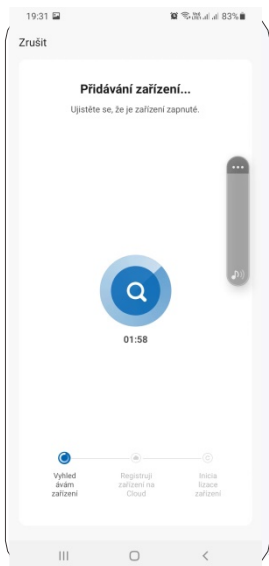 19:31 83%
Zrušit
Přidávání zařízení...
Ujistěte se, že je zařízení zapnuté.
01:58
Vyhled
ávám
zařízení
Registruji
zařízení na
Cloud
Inicia
lizace
zařízení